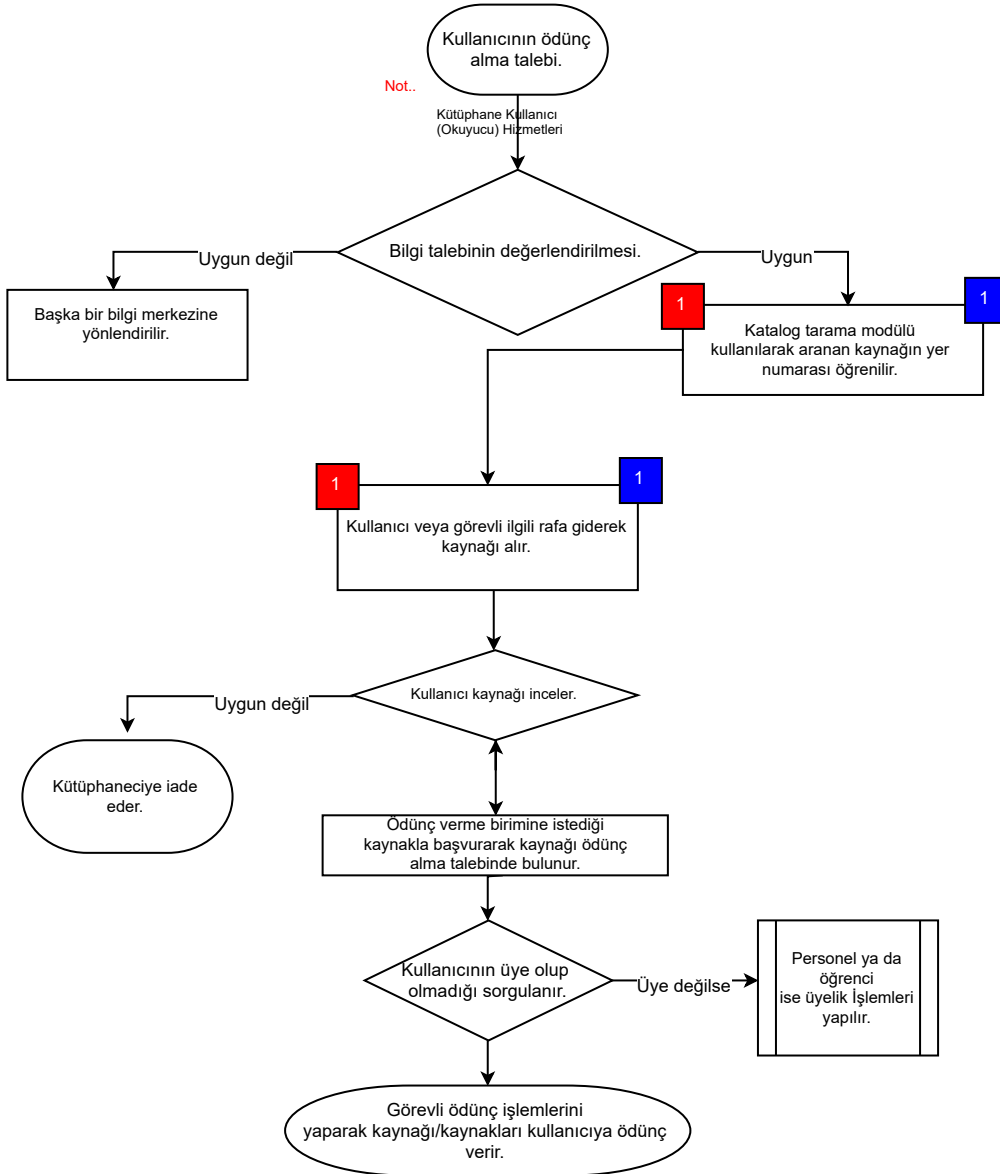 Kullanıcının ödünç
alma talebi.
Not..
Kütüphane Kullanıcı
(Okuyucu) Hizmetleri
Bilgi talebinin değerlendirilmesi.
Uygun değil
Uygun
Başka bir bilgi merkezine
yönlendirilir.
1
1
Katalog tarama modülü
kullanılarak aranan kaynağın yer
numarası öğrenilir.
1
1
Kullanıcı veya görevli ilgili rafa giderek
kaynağı alır.
Kullanıcı kaynağı inceler.
Uygun değil
Kütüphaneciye iade
eder.
Ödünç verme birimine istediği
kaynakla başvurarak kaynağı ödünç
alma talebinde bulunur.
Kullanıcının üye olup
olmadığı sorgulanır.
Üye değilse
Personel ya da
öğrenci
ise üyelik İşlemleri
yapılır.
Görevli ödünç işlemlerini
yaparak kaynağı/kaynakları kullanıcıya ödünç
verir.